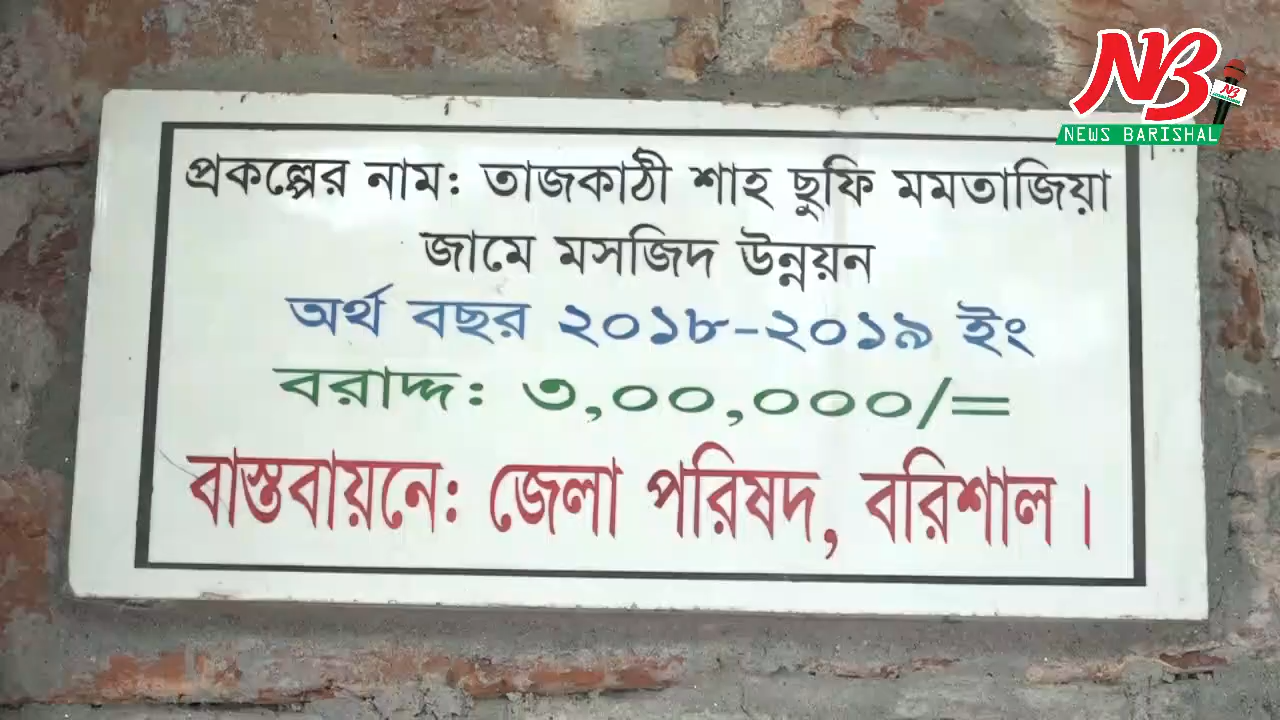 NB
NEWS BARISHAL
প্রকল্পের নাম: তাজকাঠী শাহ ছুফি মমতাজিয়া
জামে মসজিদ উন্নয়ন
অর্থ বছর ২০১৮-২০১৯ ইং
বরাদ্দ: ৩,০০,০০০/=
বাস্তবায়নে: জেলা পরিষদ, বরিশাল।